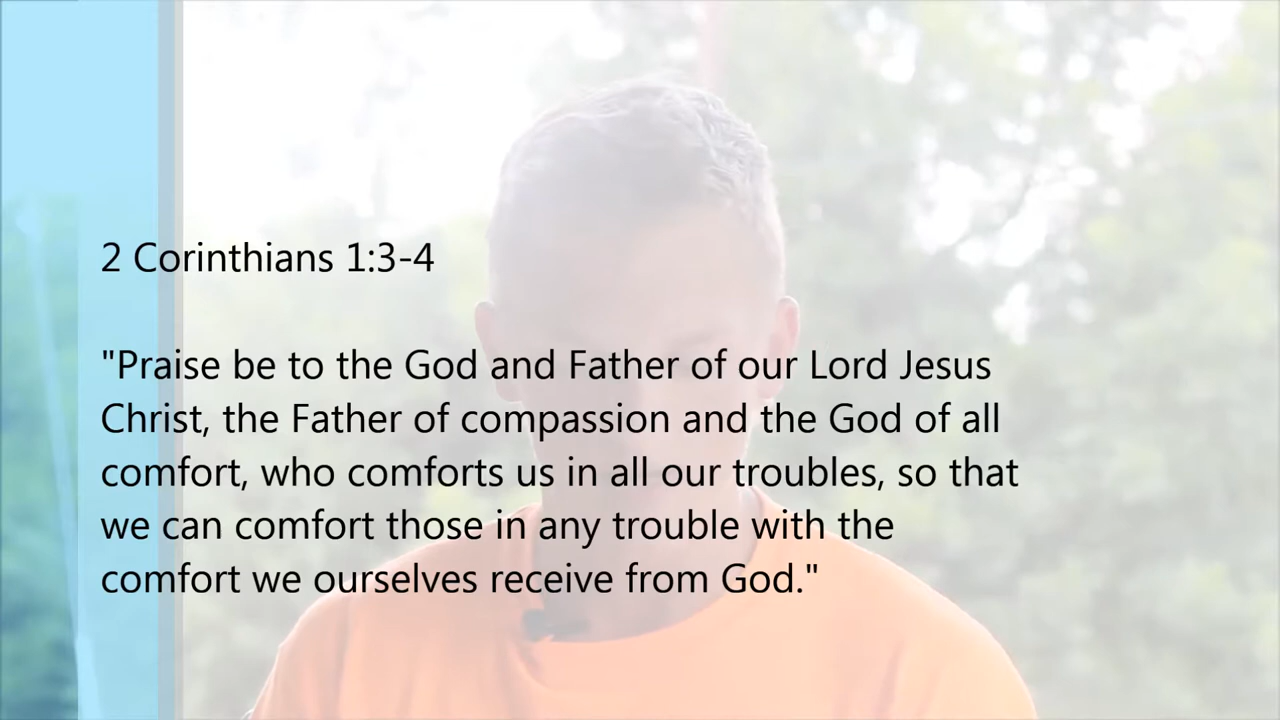 2 Corinthians 1:3-4
"Praise be to the God and Father of our Lord Jesus
Christ, the Father of compassion and the God of all
comfort, who comforts us in all our troubles, so that
we can comfort those in any trouble with the
comfort we ourselves receive from God."